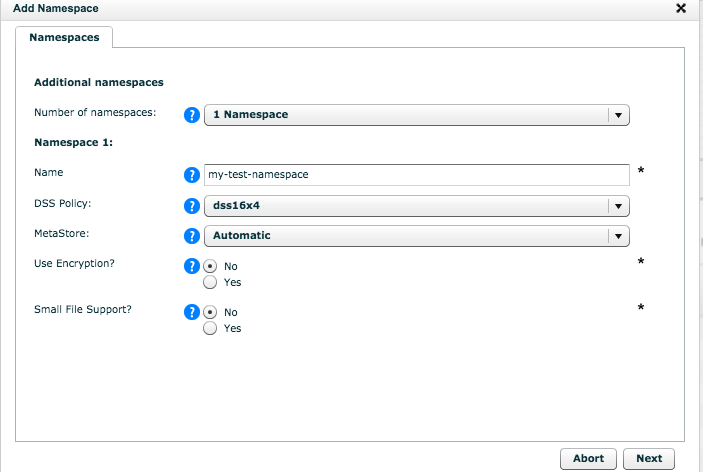 Add Namespace
Namespaces
Additional namespaces
Number of namespaces: ? 1 Namespace
Namespace 1:
Name ? my-test-namespace *
DSS Policy: ? dss16x4
MetaStore: ? Automatic
Use Encryption? ? No *
Yes
Small File Support? ? No *
Yes
Abort Next